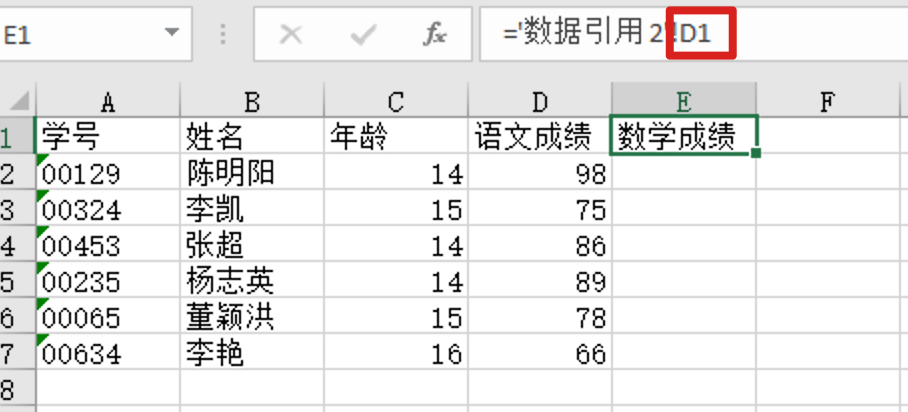 E1 fx ='数据引用 2'!D1
A B C D E F
1 学号 姓名 年龄 语文成绩 数学成绩
2 00129 陈明阳 14 98
3 00324 李凯 15 75
4 00453 张超 14 86
5 00235 杨志英 14 89
6 00065 董颖洪 15 78
7 00634 李艳 16 66
8